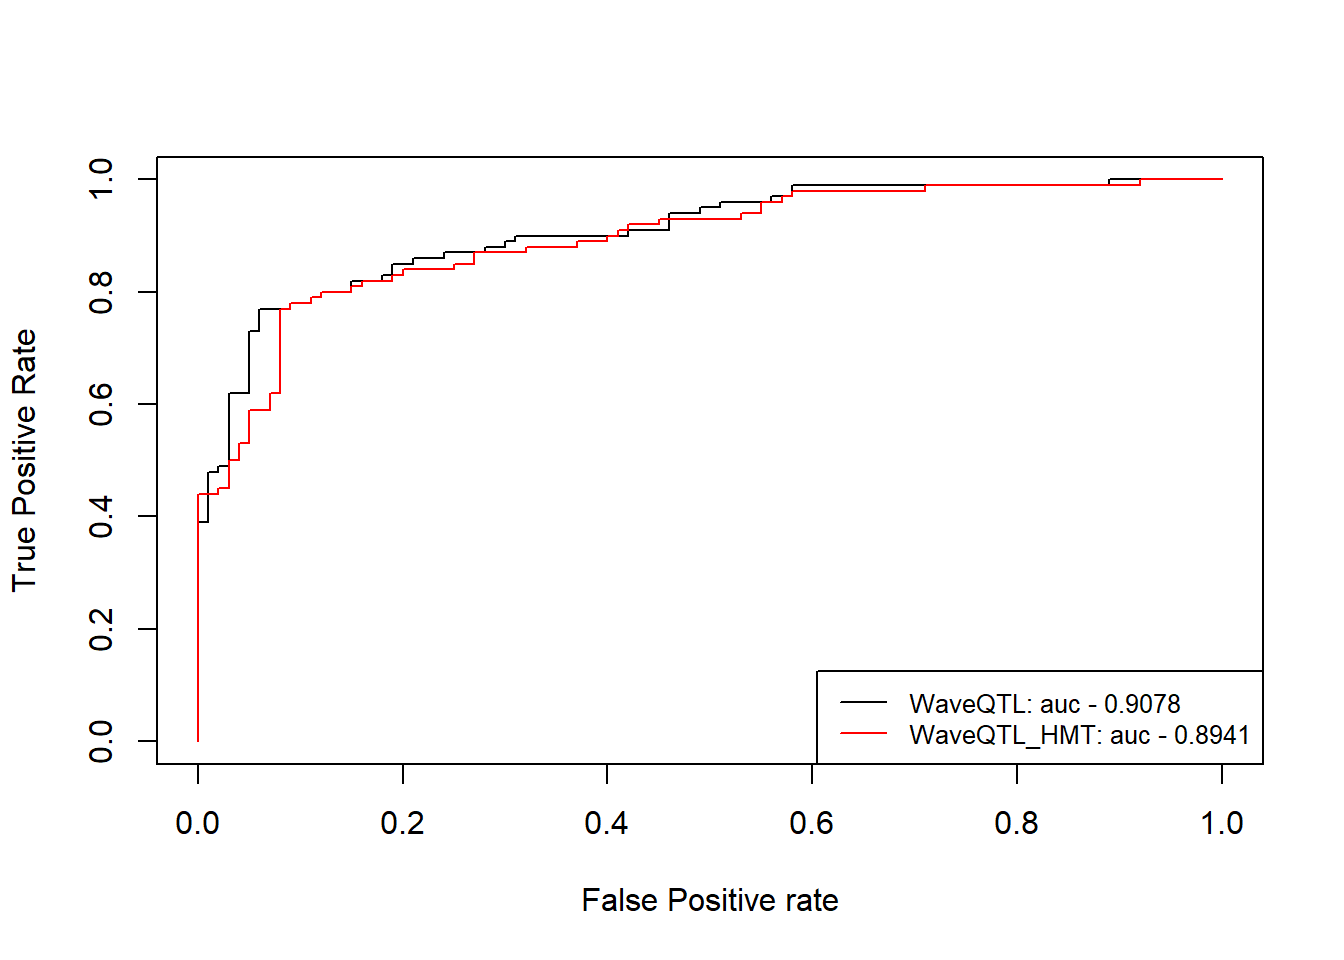 True Positive Rate
1.0
0.8
0.6
0.4
0.2
0.0
WaveQTL: auc - 0.9078
WaveQTL_HMT: auc - 0.8941
0.0 0.2 0.4 0.6 0.8 1.0
False Positive rate